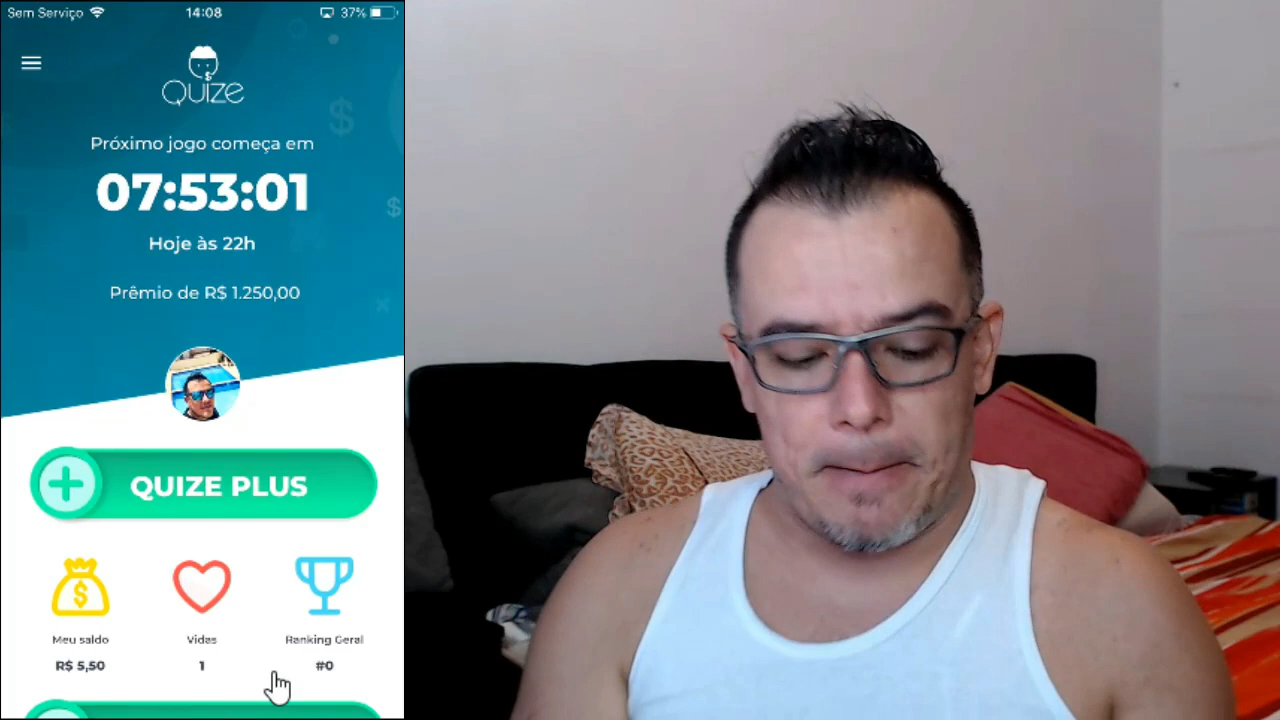 Sem Serviço
14:08
37%
Quize
Próximo jogo começa em
07:53:01
Hoje às 22h
Prêmio de R$ 1.250,00
QUIZE PLUS
Meu saldo
Vidas
Ranking Geral
R$ 5,50
1
#0